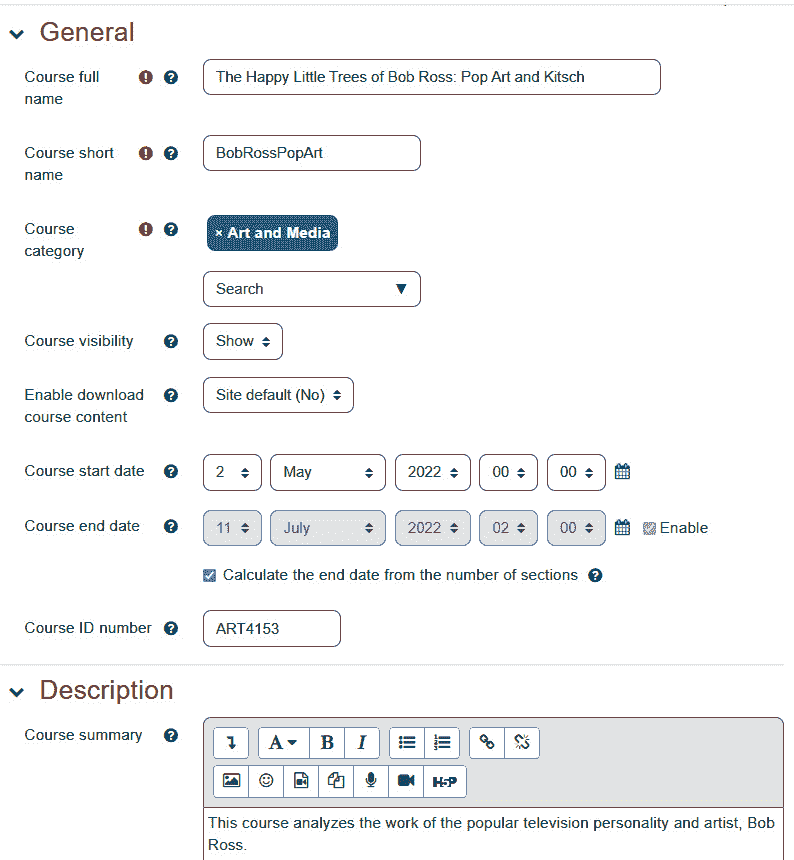 General
Course full name
The Happy Little Trees of Bob Ross: Pop Art and Kitsch
Course short name
BobRossPopArt
Course category
× Art and Media
Search ▼
Course visibility
Show
Enable download course content
Site default (No)
Course start date
2 May 2022 00 00
Course end date
11 July 2022 02 00 Enable
Calculate the end date from the number of sections
Course ID number
ART4153
Description
Course summary
A B I
H5P
This course analyzes the work of the popular television personality and artist, Bob
Ross.